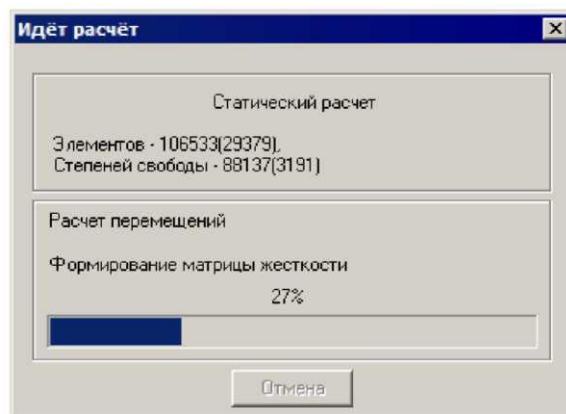 Идёт расчёт
Статический расчет
Элементов - 106533(29379),
Степеней свободы - 88137(3191)
Расчет перемещений
Формирование матрицы жесткости
27%
Отмена